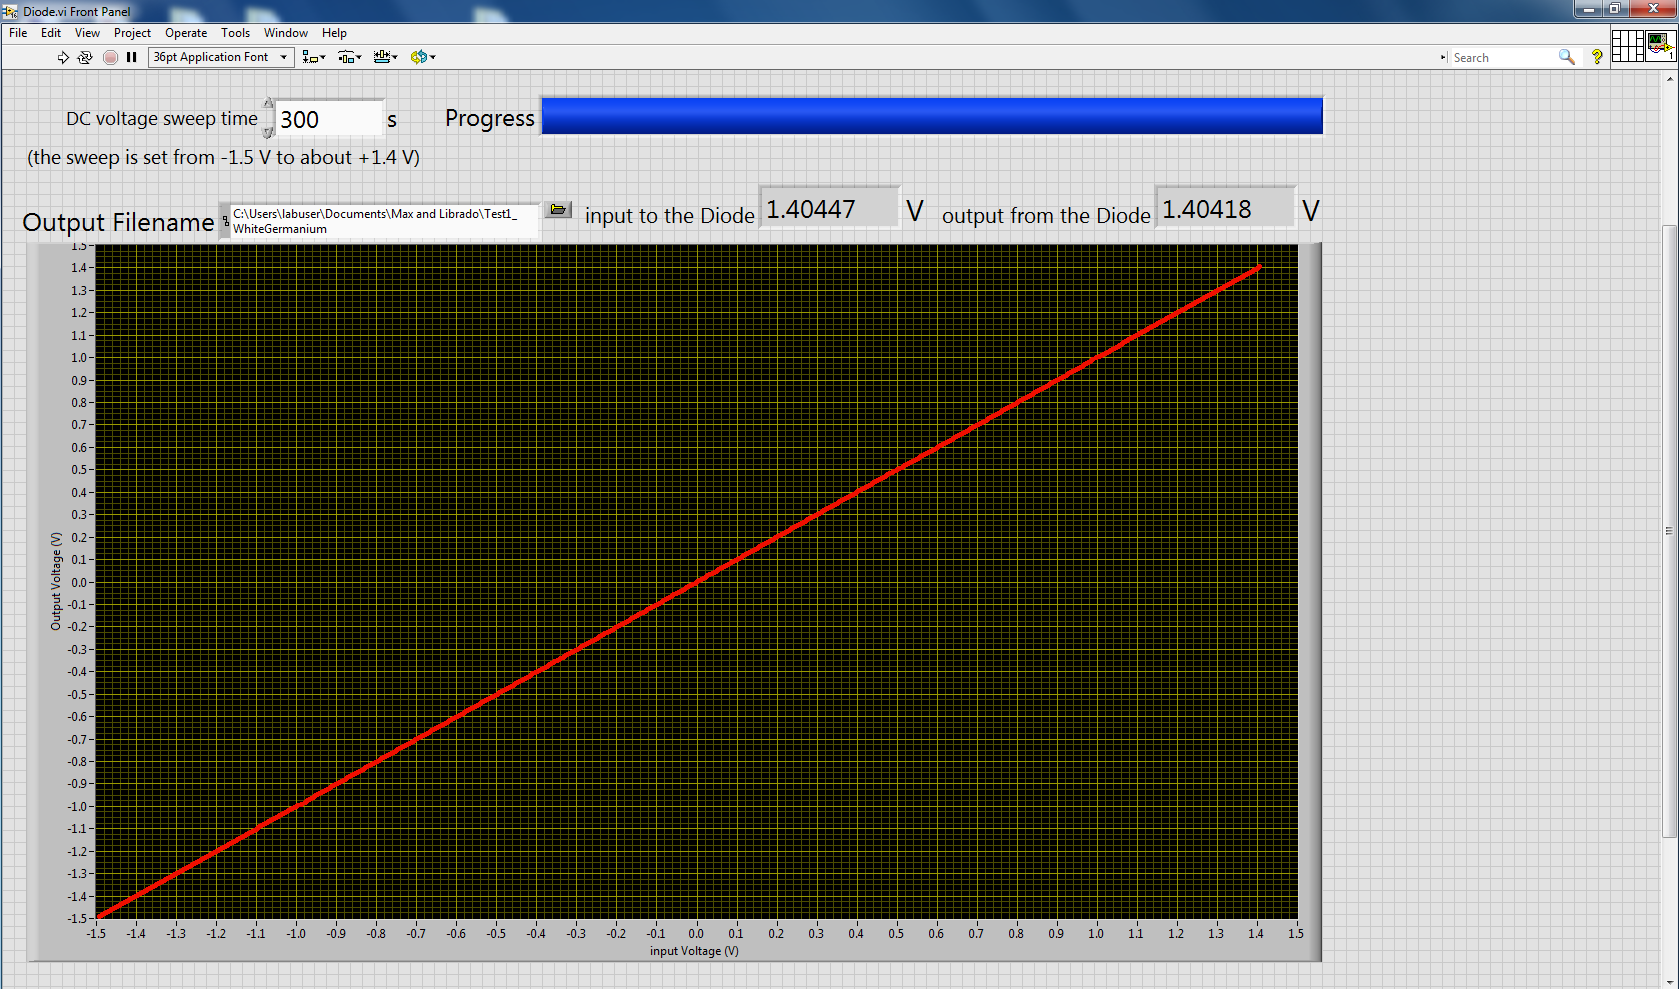 Diode.vi Front Panel
File Edit View Project Operate Tools Window Help
36pt Application Font
Search
?
1
DC voltage sweep time 300 s Progress
(the sweep is set from -1.5 V to about +1.4 V)
Output Filename C:\Users\labuser\Documents\Max and Librado\Test1_
WhiteGermanium
input to the Diode 1.40447 V output from the Diode 1.40418 V
1.5
1.4
1.3
1.2
1.1
1.0
0.9
0.8
0.7
0.6
0.5
0.4
0.3
0.2
0.1
0.0
-0.1
-0.2
-0.3
-0.4
-0.5
-0.6
-0.7
-0.8
-0.9
-1.0
-1.1
-1.2
-1.3
-1.4
-1.5
Output Voltage (V)
-1.5 -1.4 -1.3 -1.2 -1.1 -1.0 -0.9 -0.8 -0.7 -0.6 -0.5 -0.4 -0.3 -0.2 -0.1 0.0 0.1 0.2 0.3 0.4 0.5 0.6 0.7 0.8 0.9 1.0 1.1 1.2 1.3 1.4 1.5
input Voltage (V)